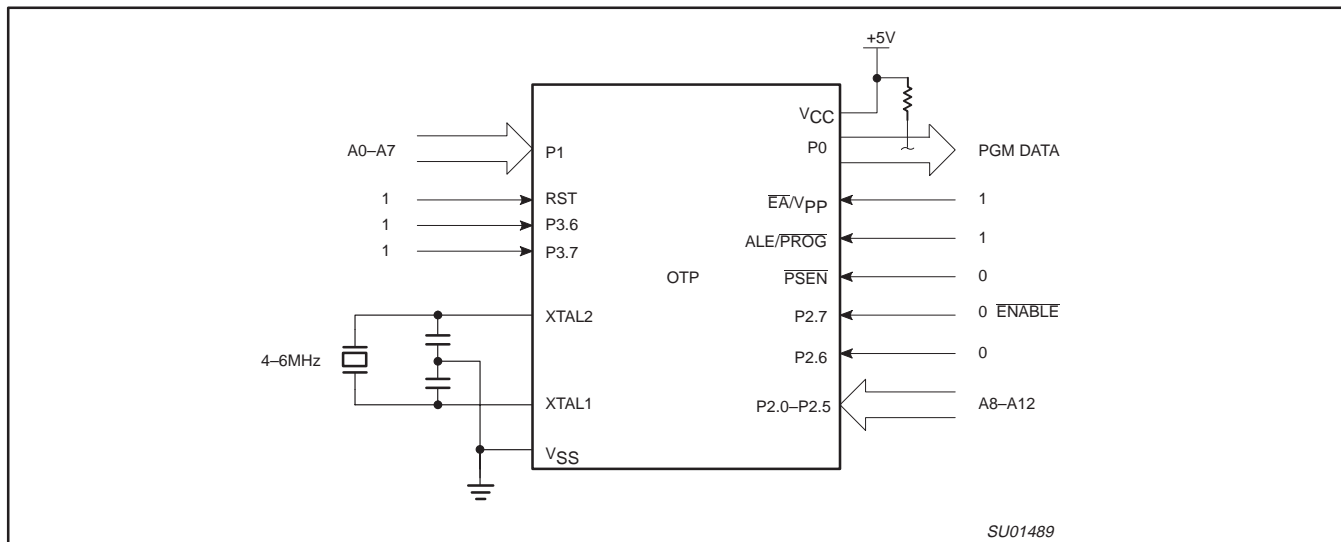 +5V
VCC
A0–A7
P1
P0
PGM DATA
1
RST
EA/VPP
1
1
P3.6
ALE/PROG
1
1
P3.7
OTP
PSEN
0
XTAL2
P2.7
0 ENABLE
4–6MHz
P2.6
0
XTAL1
P2.0–P2.5
A8–A12
VSS
SU01489